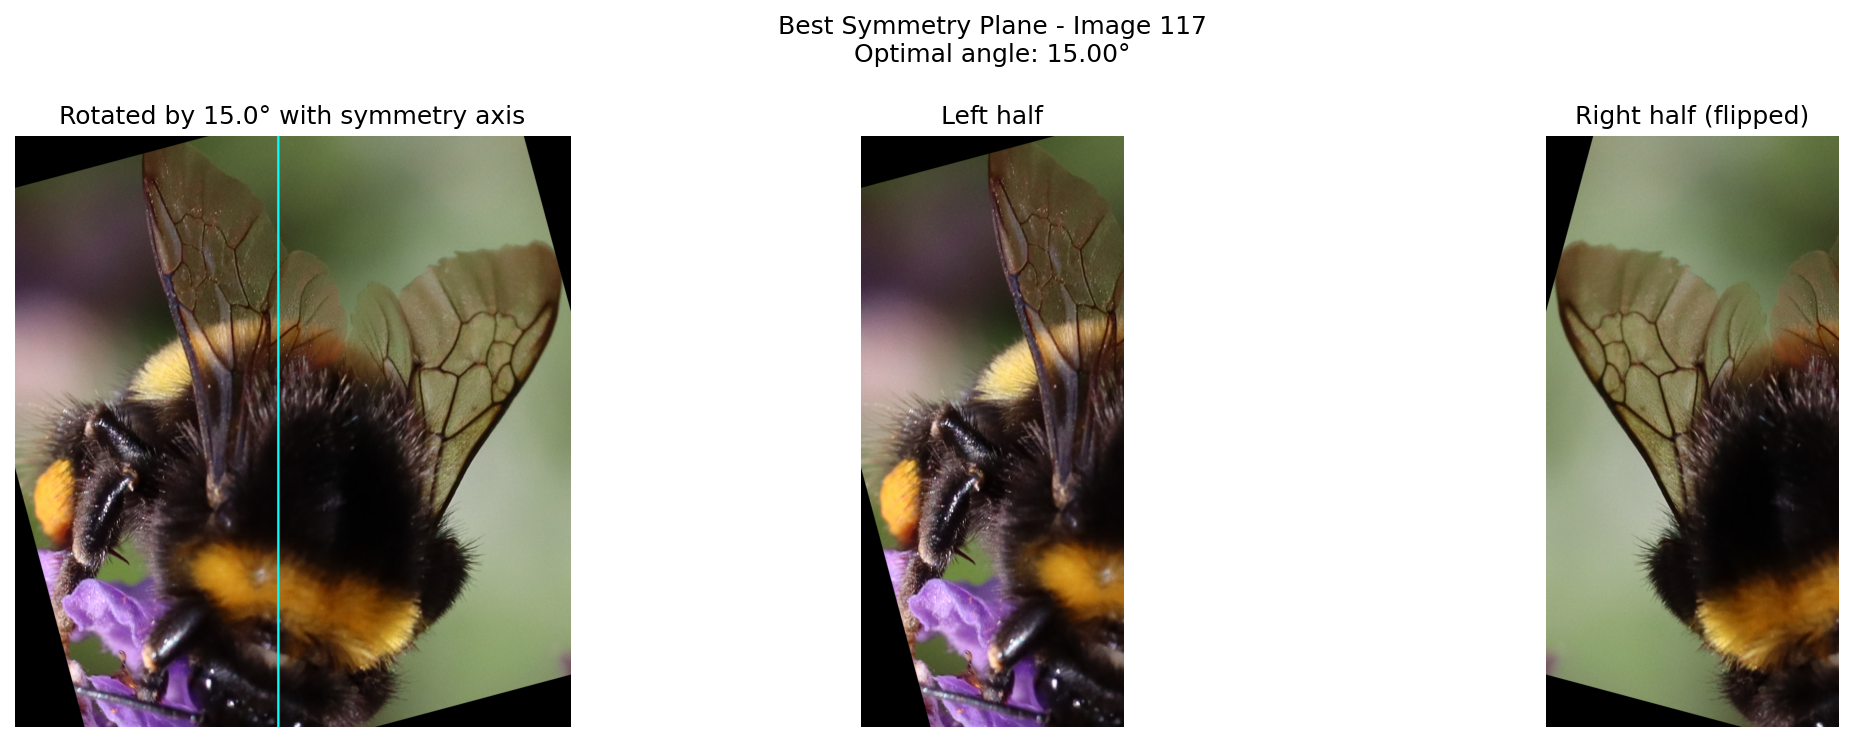 Best Symmetry Plane - Image 117
Optimal angle: 15.00°
Rotated by 15.0° with symmetry axis
Left half
Right half (flipped)